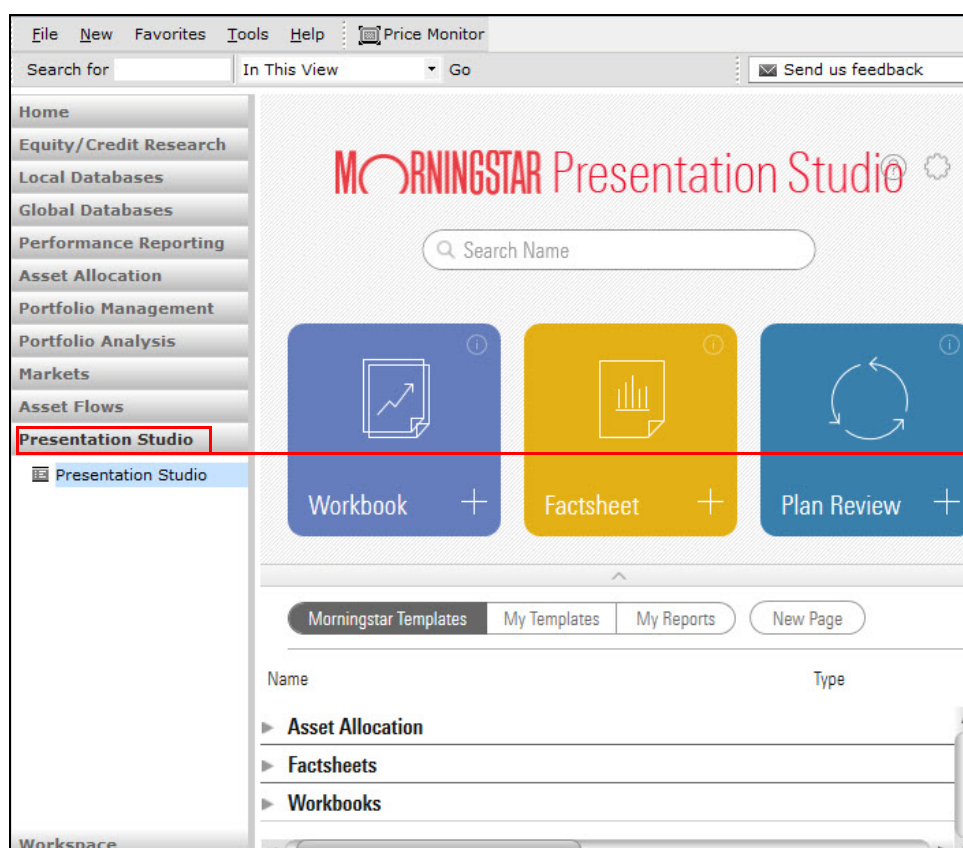 File New Favorites Tools Help Price Monitor
Search for In This View Go Send us feedback
Home
Equity/Credit Research
Local Databases
Global Databases
Performance Reporting
Asset Allocation
Portfolio Management
Portfolio Analysis
Markets
Asset Flows
Presentation Studio
Presentation Studio
Workspace
MORNINGSTAR Presentation Studio
Search Name
Workbook
Factsheet
Plan Review
Morningstar Templates My Templates My Reports New Page
Name Type
Asset Allocation
Factsheets
Workbooks